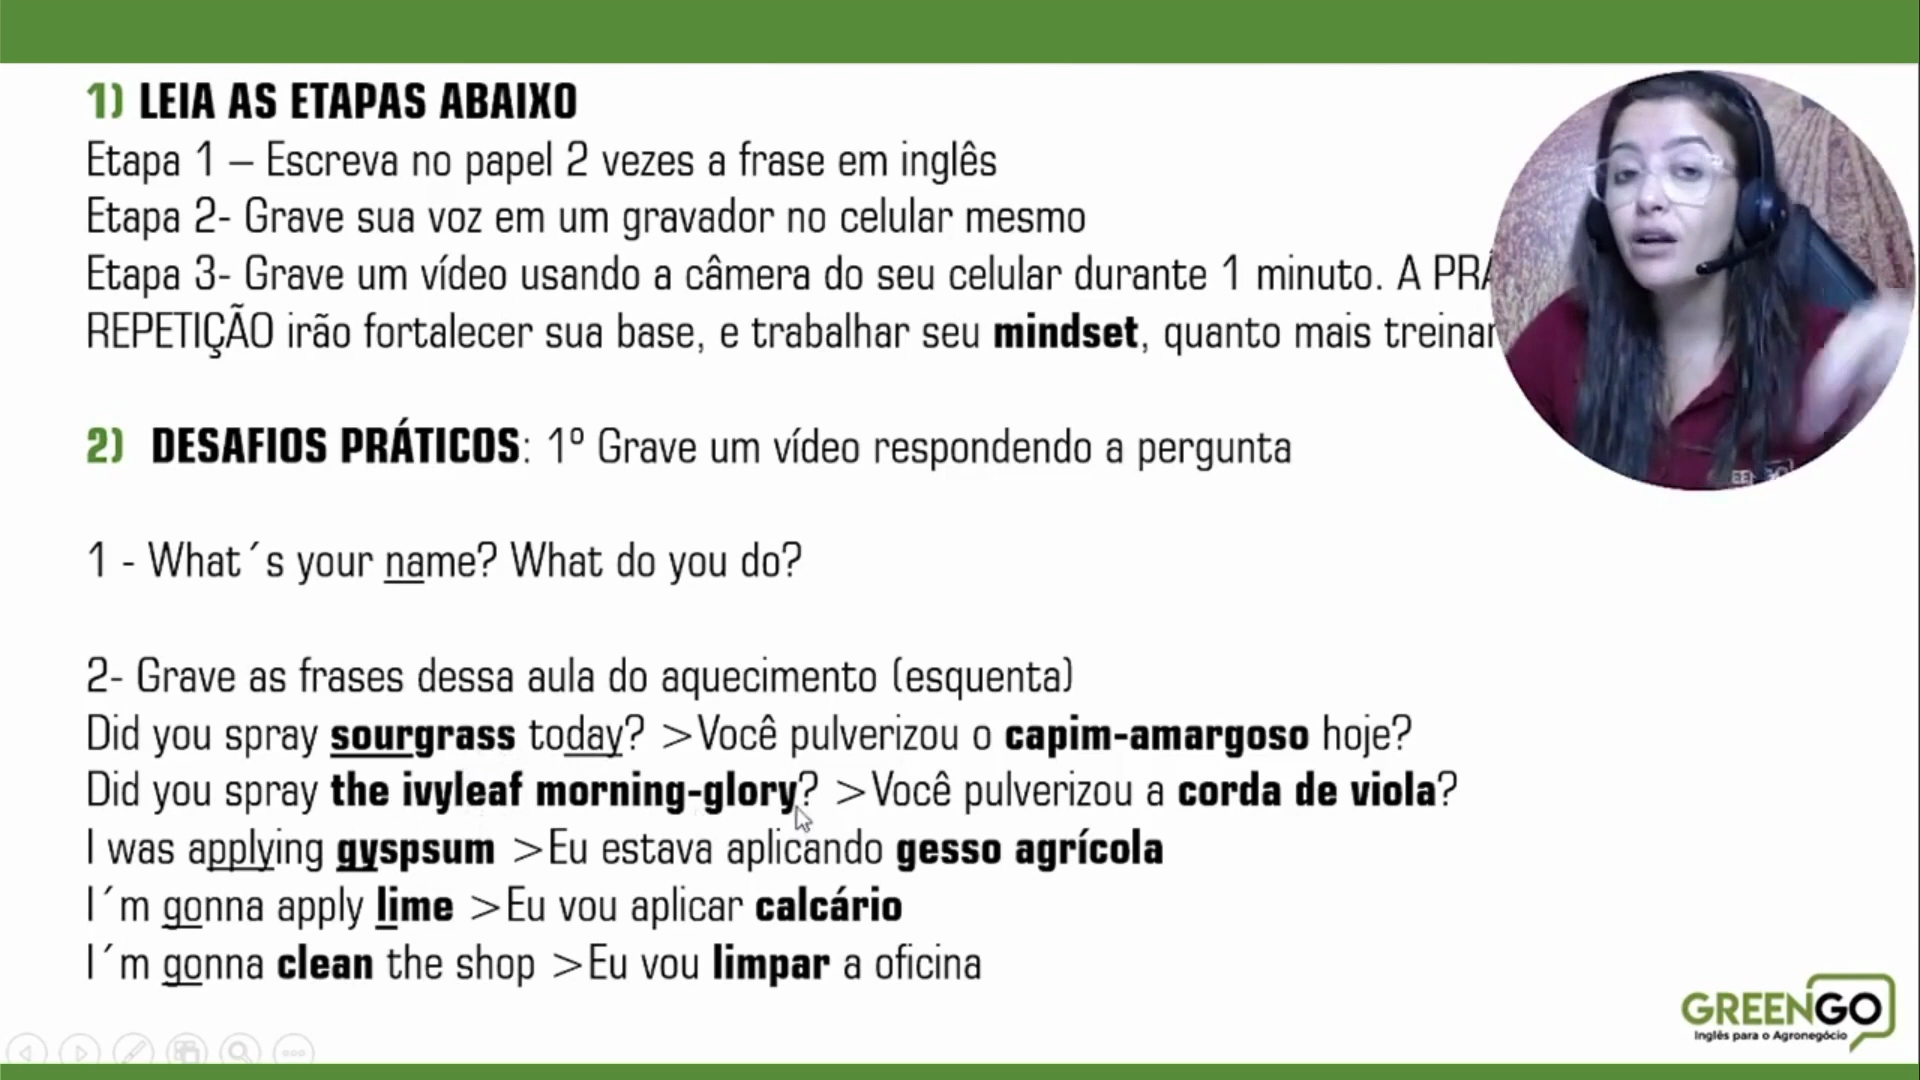 1) LEIA AS ETAPAS ABAIXO
Etapa 1 – Escreva no papel 2 vezes a frase em inglês
Etapa 2- Grave sua voz em um gravador no celular mesmo
Etapa 3- Grave um vídeo usando a câmera do seu celular durante 1 minuto. A
REPETIÇÃO irão fortalecer sua base, e trabalhar seu mindset, quanto mais
2) DESAFIOS PRÁTICOS: 1º Grave um vídeo respondendo a pergunta
1 - What´s your name? What do you do?
2- Grave as frases dessa aula do aquecimento (esquenta)
Did you spray sourgrass today? >Você pulverizou o capim-amargoso hoje?
Did you spray the ivyleaf morning-glory? >Você pulverizou a corda de viola?
I was applying gyspsum >Eu estava aplicando gesso agrícola
I´m gonna apply lime >Eu vou aplicar calcário
I´m gonna clean the shop >Eu vou limpar a oficina
GREENGO
Inglês para o Agronegócio